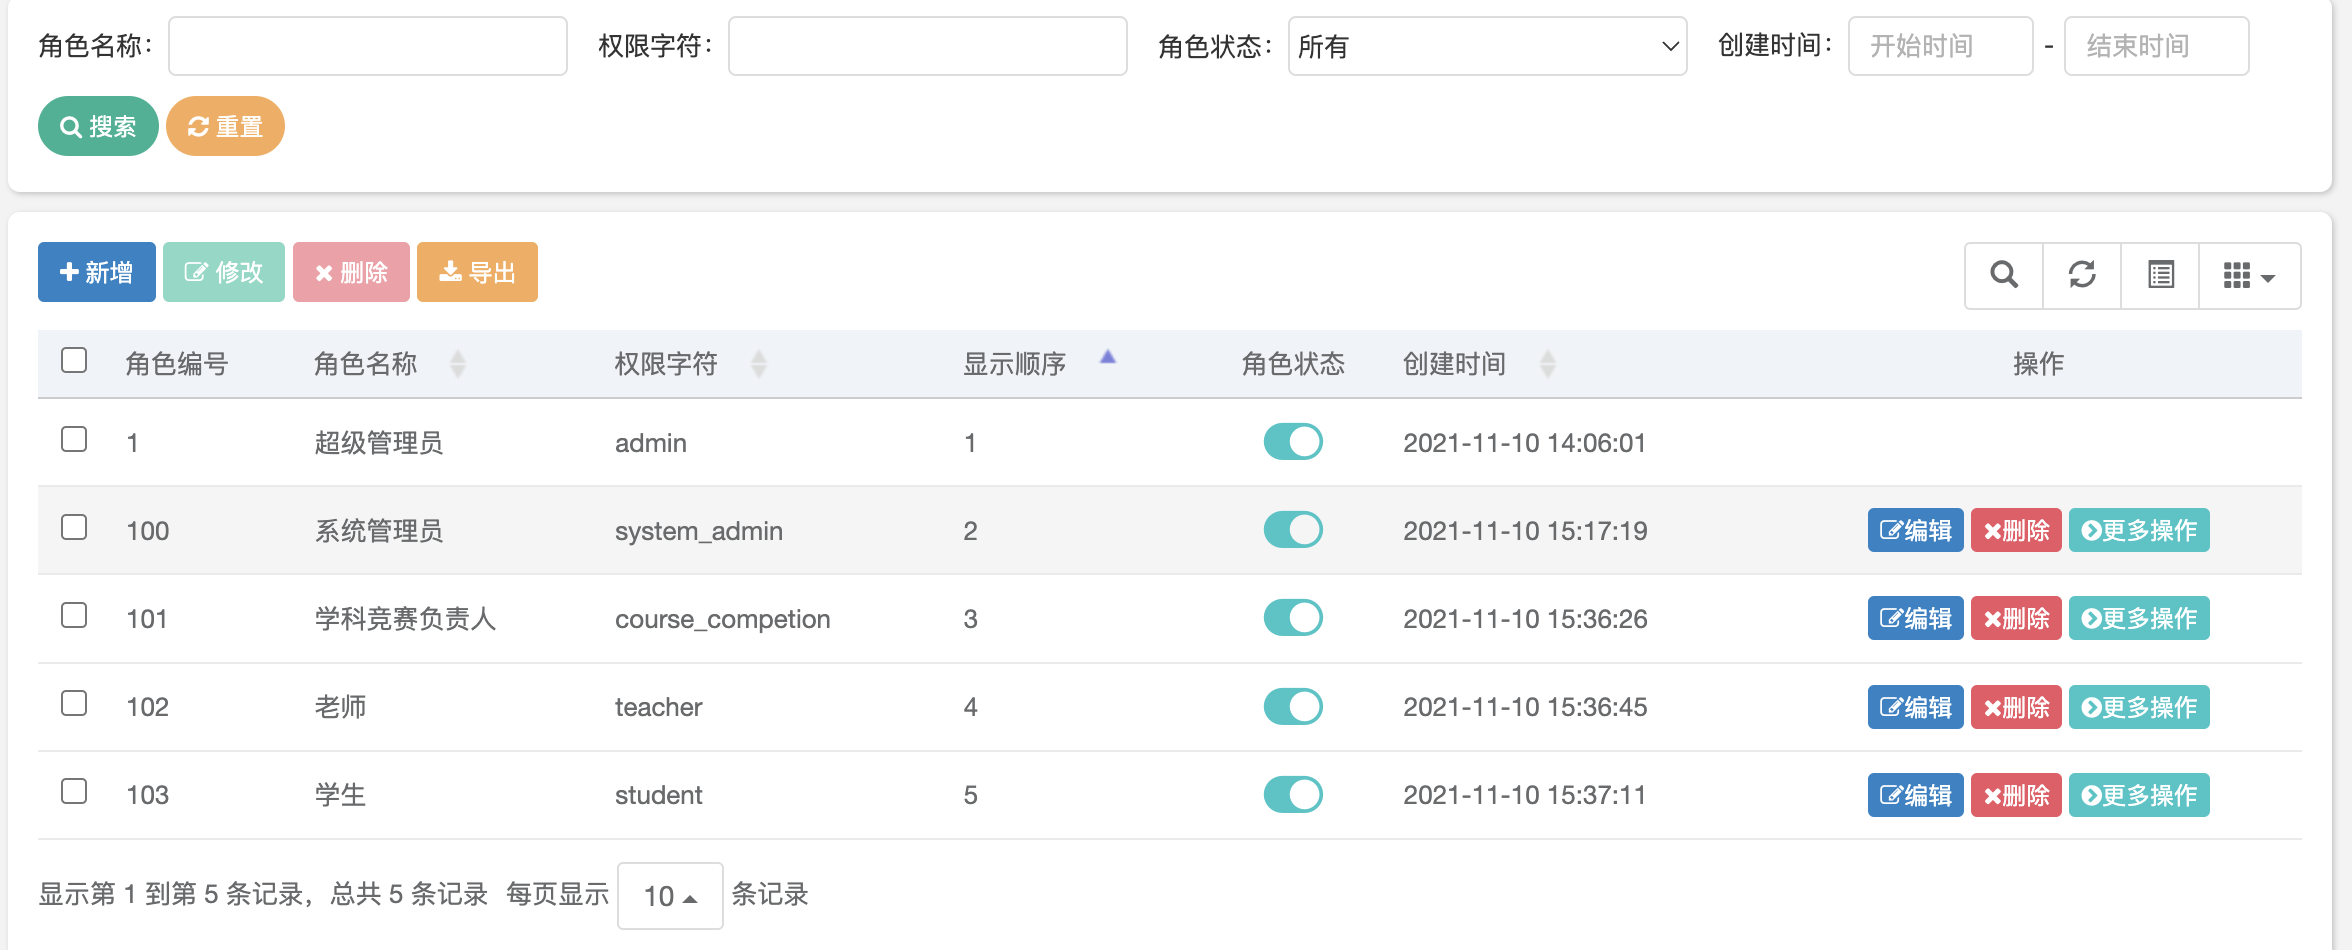 角色名称： 权限字符： 角色状态： 所有 创建时间： 开始时间 - 结束时间
搜索 重置
新增 修改 删除 导出
角色编号 角色名称 权限字符 显示顺序 角色状态 创建时间 操作
1 超级管理员 admin 1 2021-11-10 14:06:01
100 系统管理员 system_admin 2 2021-11-10 15:17:19 编辑 删除 更多操作
101 学科竞赛负责人 course_competion 3 2021-11-10 15:36:26 编辑 删除 更多操作
102 老师 teacher 4 2021-11-10 15:36:45 编辑 删除 更多操作
103 学生 student 5 2021-11-10 15:37:11 编辑 删除 更多操作
显示第 1 到第 5 条记录，总共 5 条记录 每页显示 10 条记录